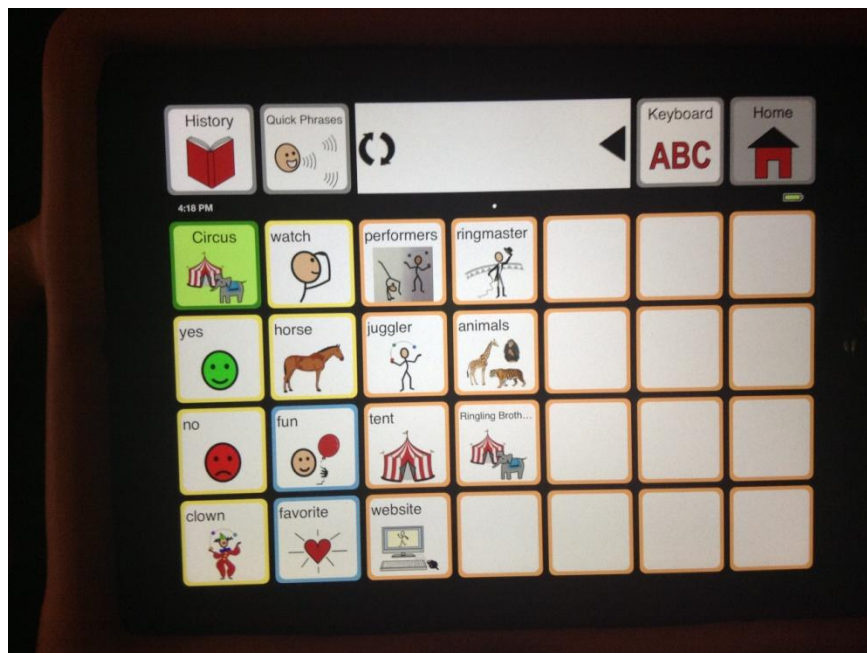 History
Quick Phrases
Keyboard
ABC
Home
4:18 PM
Circus
watch
performers
ringmaster
yes
horse
juggler
animals
no
fun
tent
Ringling Broth...
clown
favorite
website